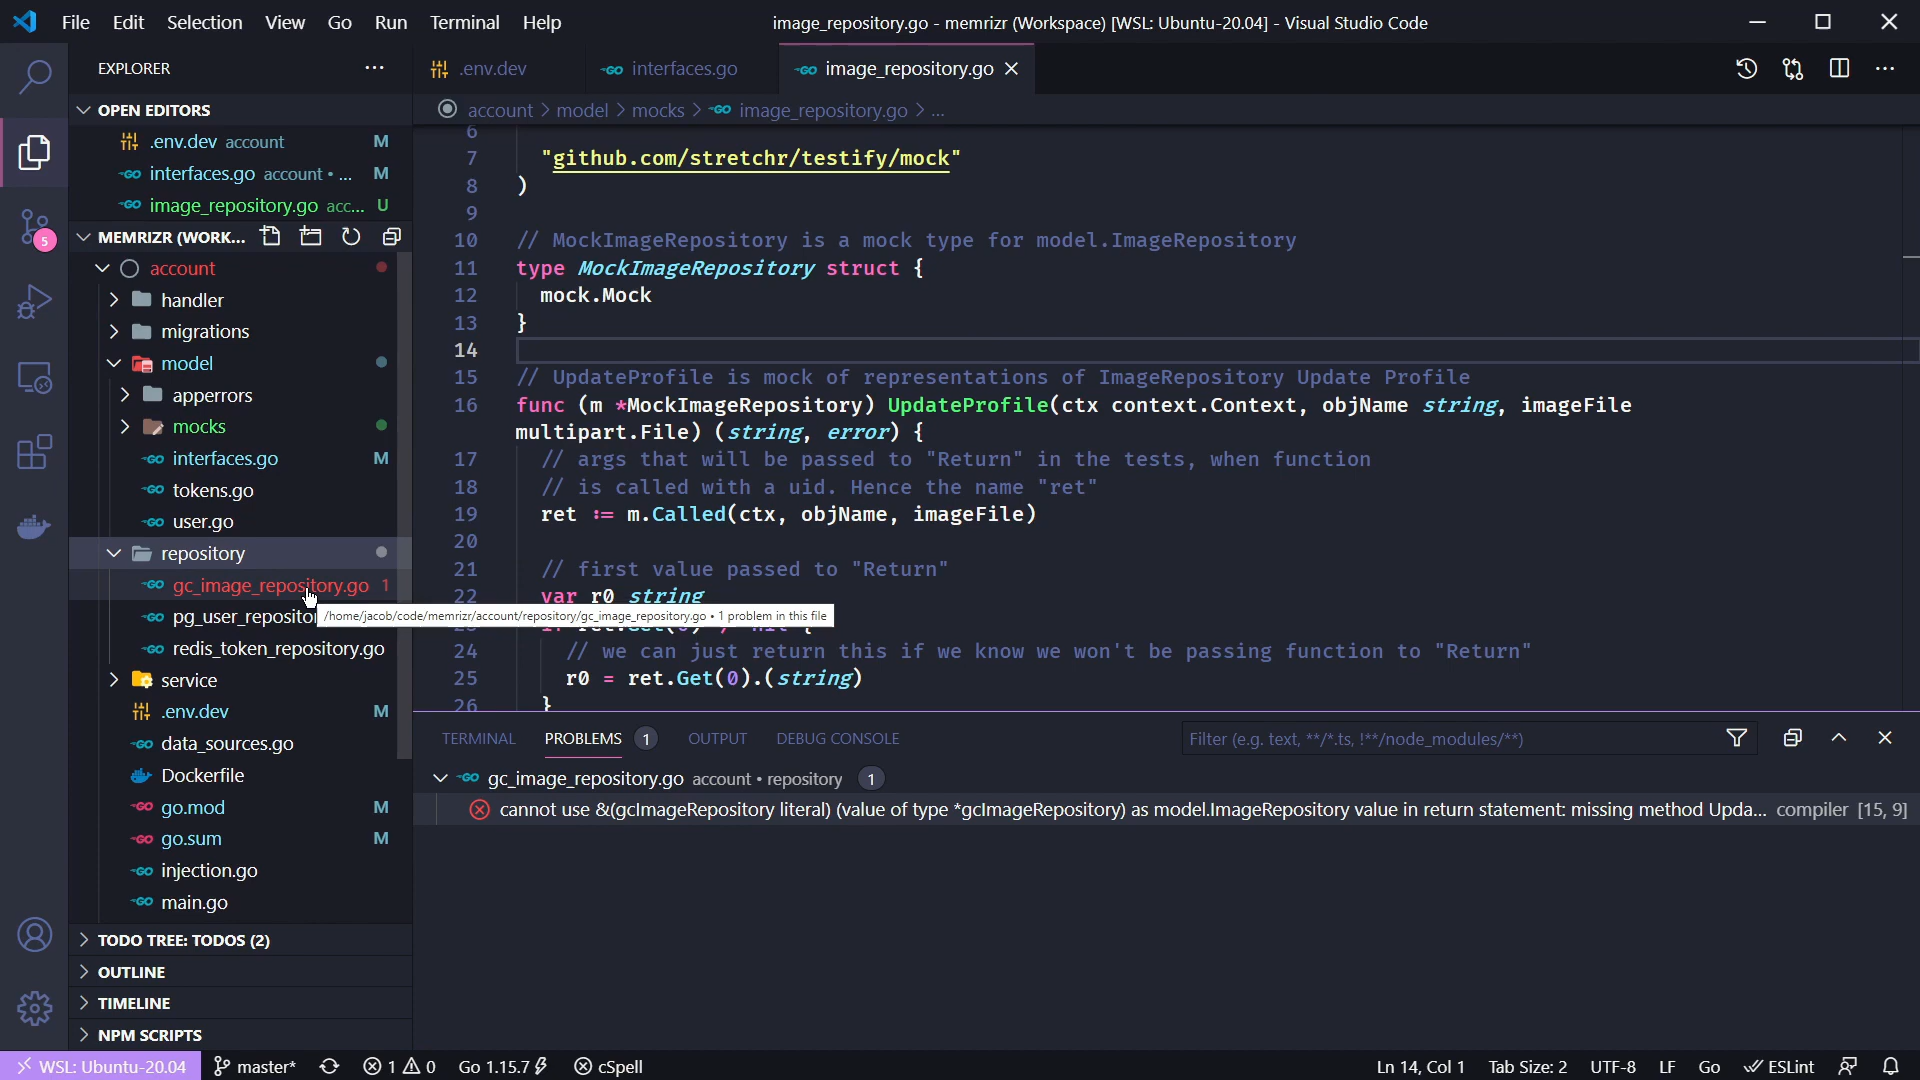 File Edit Selection View Go Run Terminal Help
image_repository.go - memrizr (Workspace) [WSL: Ubuntu-20.04] - Visual Studio Code
EXPLORER
OPEN EDITORS
.env.dev account M
interfaces.go account • ... M
image_repository.go acc... U
MEMRIZR (WORK...
account
handler
migrations
model
apperrors
mocks
interfaces.go M
tokens.go
user.go
repository
gc_image_repository.go 1
pg_user_reposito
redis_token_repository.go
service
.env.dev M
data_sources.go
Dockerfile
go.mod M
go.sum M
injection.go
main.go
TODO TREE: TODOS (2)
OUTLINE
TIMELINE
NPM SCRIPTS
5
.env.dev
interfaces.go
image_repository.go
account > model > mocks > image_repository.go > ...
6
7 "github.com/stretchr/testify/mock"
8 )
9
10 // MockImageRepository is a mock type for model.ImageRepository
11 type MockImageRepository struct {
12 mock.Mock
13 }
14
15 // UpdateProfile is mock of representations of ImageRepository Update Profile
16 func (m *MockImageRepository) UpdateProfile(ctx context.Context, objName string, imageFile
multipart.File) (string, error) {
17 // args that will be passed to "Return" in the tests, when function
18 // is called with a uid. Hence the name "ret"
19 ret := m.Called(ctx, objName, imageFile)
20
21 // first value passed to "Return"
22 var r0 string
/home/jacob/code/memrizr/account/repository/gc_image_repository.go • 1 problem in this file
24 // we can just return this if we know we won't be passing function to "Return"
25 r0 = ret.Get(0).(string)
26 }
TERMINAL PROBLEMS 1 OUTPUT DEBUG CONSOLE
Filter (e.g. text, **/*.ts, !**/node_modules/**)
gc_image_repository.go account • repository 1
cannot use &(gcImageRepository literal) (value of type *gcImageRepository) as model.ImageRepository value in return statement: missing method Upda... compiler [15, 9]
WSL: Ubuntu-20.04 master* 1 0 Go 1.15.7 cSpell
Ln 14, Col 1 Tab Size: 2 UTF-8 LF Go ESLint